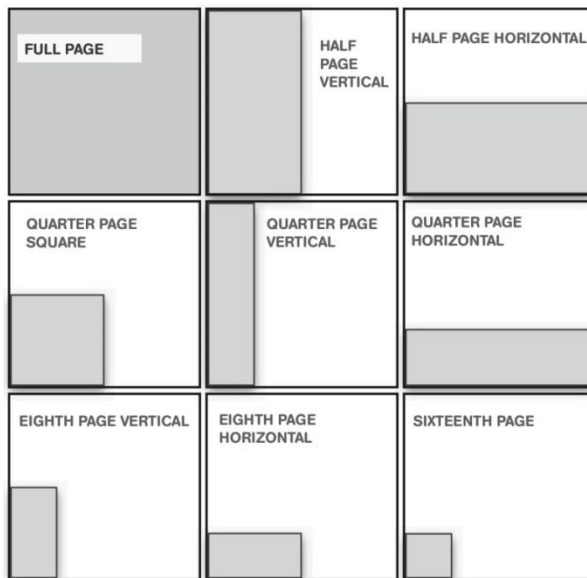 FULL PAGE
HALF
PAGE
VERTICAL
HALF PAGE HORIZONTAL
QUARTER PAGE
SQUARE
QUARTER PAGE
VERTICAL
QUARTER PAGE
HORIZONTAL
EIGHTH PAGE VERTICAL
EIGHTH PAGE
HORIZONTAL
SIXTEENTH PAGE